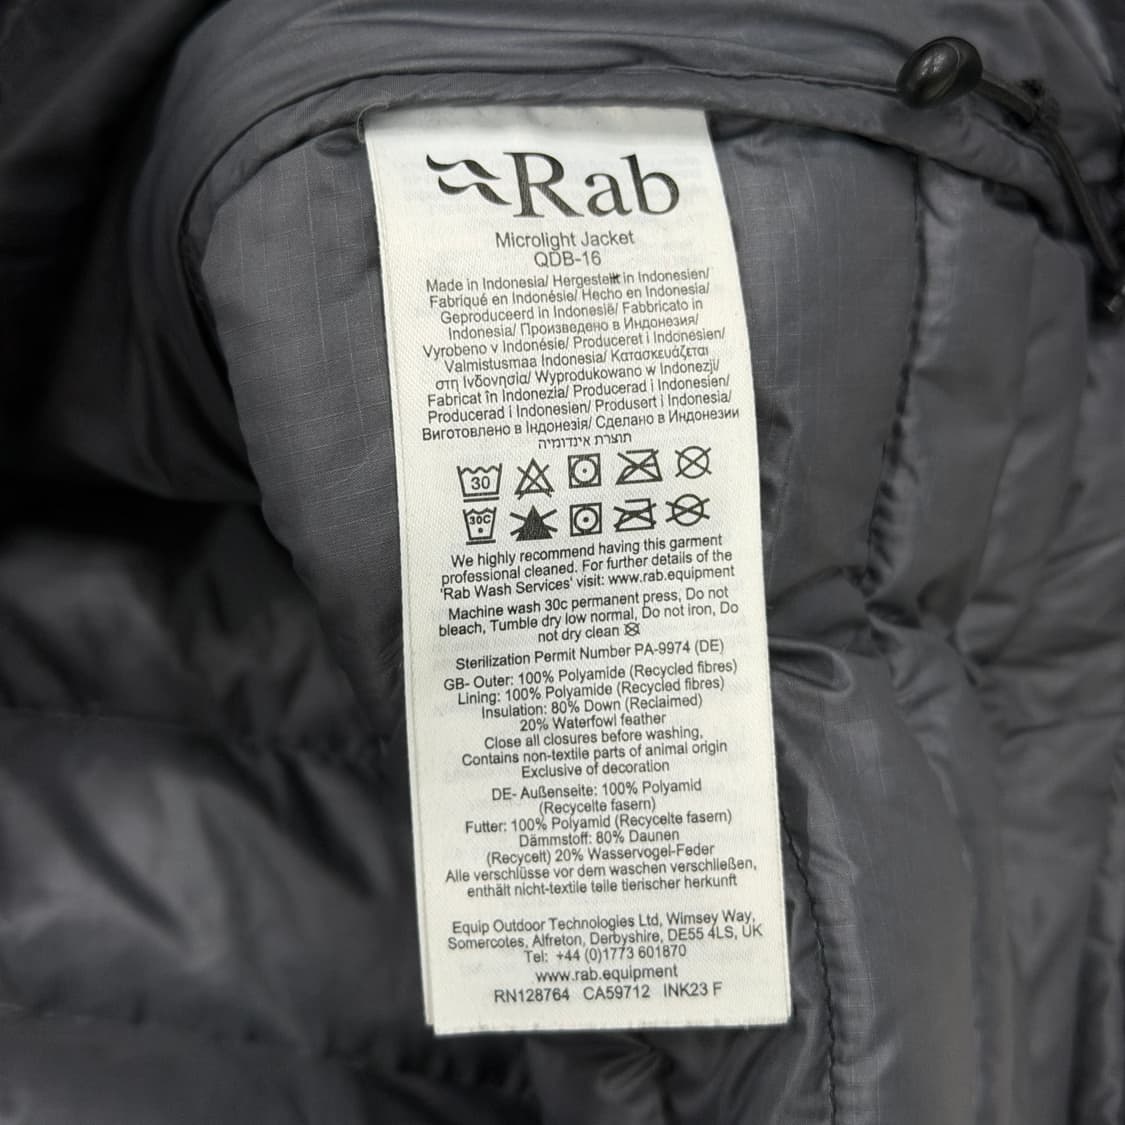 Rab
Microlight Jacket
QDB-16
Made in Indonesia/ Hergestellt in Indonesien/
Fabriqué en Indonésie/ Hecho en Indonesia/
Geproduceerd in Indonesië/ Fabbricato in
Indonesia/ Произведено в Индонезия/
Vyrobeno v Indonésie/ Produceret i Indonesien/
Valmistusmaa Indonesia/ Κατασκευάζεται
στη Ινδονησία/ Wyprodukowano w Indonezji/
Fabricat în Indonezia/ Producerad i Indonesien/
Producerad i Indonesien/ Produsert i Indonesia/
Виготовлено в Індонезія/ Сделано в Индонезии
תוצרת אינדונזיה
30
30C
We highly recommend having this garment
professional cleaned. For further details of the
'Rab Wash Services' visit: www.rab.equipment
Machine wash 30c permanent press, Do not
bleach, Tumble dry low normal, Do not iron, Do
not dry clean
Sterilization Permit Number PA-9974 (DE)
GB- Outer: 100% Polyamide (Recycled fibres)
Lining: 100% Polyamide (Recycled fibres)
Insulation: 80% Down (Reclaimed)
20% Waterfowl feather
Close all closures before washing,
Contains non-textile parts of animal origin
Exclusive of decoration
DE- Außenseite: 100% Polyamid
(Recycelte fasern)
Futter: 100% Polyamid (Recycelte fasern)
Dämmstoff: 80% Daunen
(Recycelt) 20% Wasservogel-Feder
Alle verschlüsse vor dem waschen verschließen,
enthält nicht-textile teile tierischer herkunft
Equip Outdoor Technologies Ltd, Wimsey Way,
Somercotes, Alfreton, Derbyshire, DE55 4LS, UK
Tel: +44 (0)1773 601870
www.rab.equipment
RN128764 CA59712 INK23 F